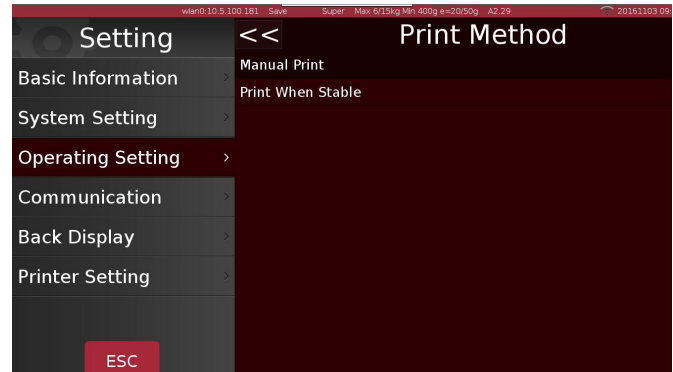 wlan0:10.5.100.181 Save Super Max 6/15kg Min 400g e=20/50g A2:29 20161103 09:
Setting
<< Print Method
Basic Information >
System Setting >
Operating Setting >
Communication >
Back Display >
Printer Setting >
ESC
Manual Print
Print When Stable